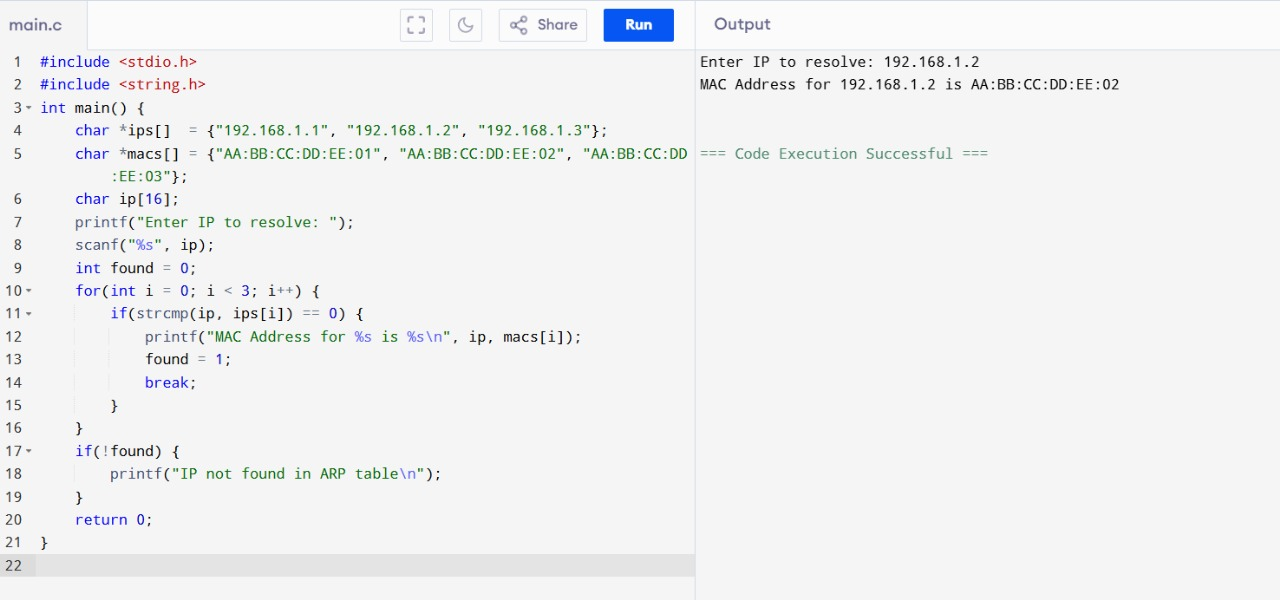 main.c
Share
Run
Output
1 #include <stdio.h>
2 #include <string.h>
3 int main() {
4     char *ips[]  = {"192.168.1.1", "192.168.1.2", "192.168.1.3"};
5     char *macs[] = {"AA:BB:CC:DD:EE:01", "AA:BB:CC:DD:EE:02", "AA:BB:CC:DD
        :EE:03"};
6     char ip[16];
7     printf("Enter IP to resolve: ");
8     scanf("%s", ip);
9     int found = 0;
10     for(int i = 0; i < 3; i++) {
11         if(strcmp(ip, ips[i]) == 0) {
12             printf("MAC Address for %s is %s\n", ip, macs[i]);
13             found = 1;
14             break;
15         }
16     }
17     if(!found) {
18         printf("IP not found in ARP table\n");
19     }
20     return 0;
21 }
22
Enter IP to resolve: 192.168.1.2
MAC Address for 192.168.1.2 is AA:BB:CC:DD:EE:02
=== Code Execution Successful ===